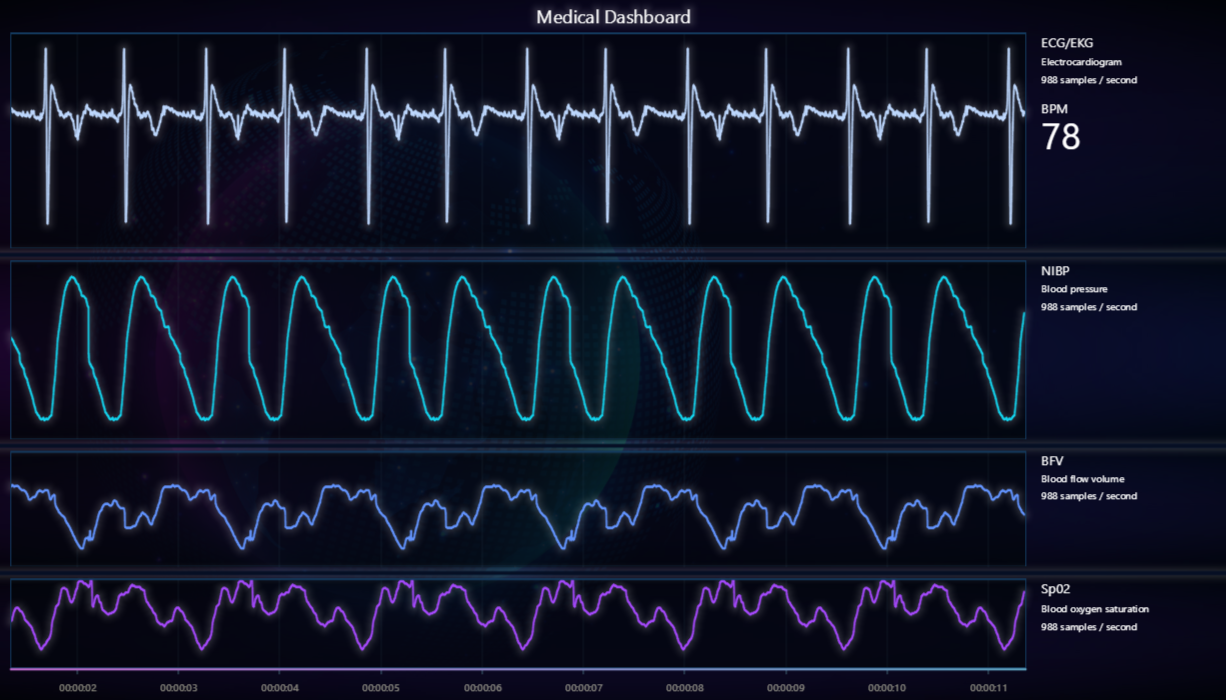 Medical Dashboard
ECG/EKG
Electrocardiogram
988 samples / second
BPM
78
NIBP
Blood pressure
988 samples / second
BFV
Blood flow volume
988 samples / second
Sp02
Blood oxygen saturation
988 samples / second
00:00:02 00:00:03 00:00:04 00:00:05 00:00:06 00:00:07 00:00:08 00:00:09 00:00:10 00:00:11